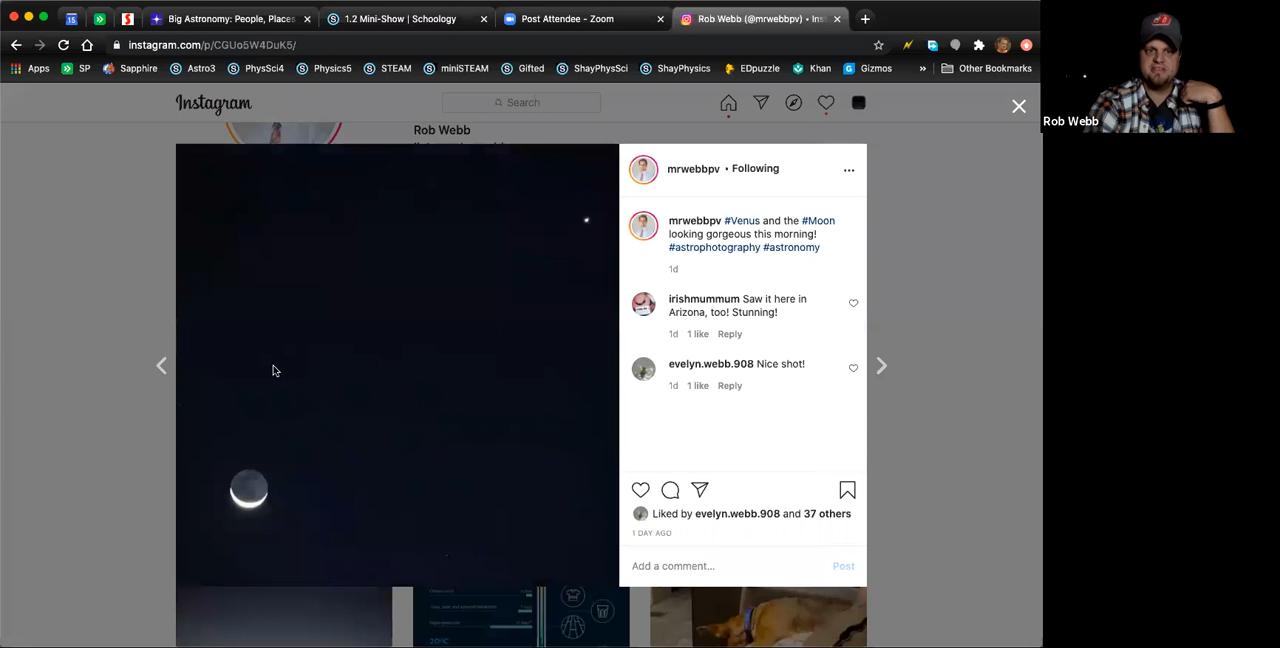 15
S
Big Astronomy: People, Places
1.2 Mini-Show | Schoology
Post Attendee - Zoom
Rob Webb (@mrwebbpv) • Ins
instagram.com/p/CGUo5W4DuK5/
Apps
SP
Sapphire
Astro3
PhysSci4
Physics5
STEAM
miniSTEAM
Gifted
ShayPhysSci
ShayPhysics
EDpuzzle
Khan
Gizmos
»
Other Bookmarks
Instagram
Search
Rob Webb
Rob Webb
mrwebbpv • Following
mrwebbpv #Venus and the #Moon
looking gorgeous this morning!
#astrophotography #astronomy
1d
irishmummum Saw it here in
Arizona, too! Stunning!
1d 1 like Reply
evelyn.webb.908 Nice shot!
1d 1 like Reply
Liked by evelyn.webb.908 and 37 others
1 DAY AGO
Add a comment...
Post
20°C